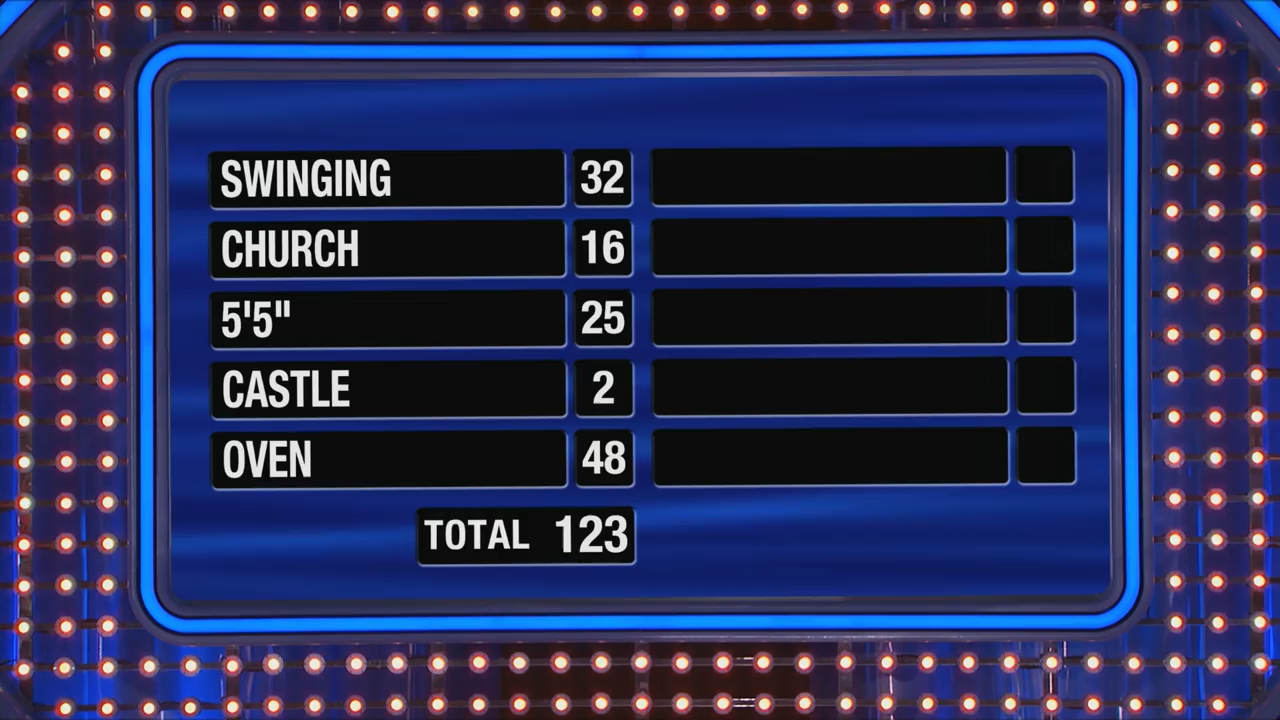 SWINGING 32
CHURCH 16
5'5" 25
CASTLE 2
OVEN 48
TOTAL 123